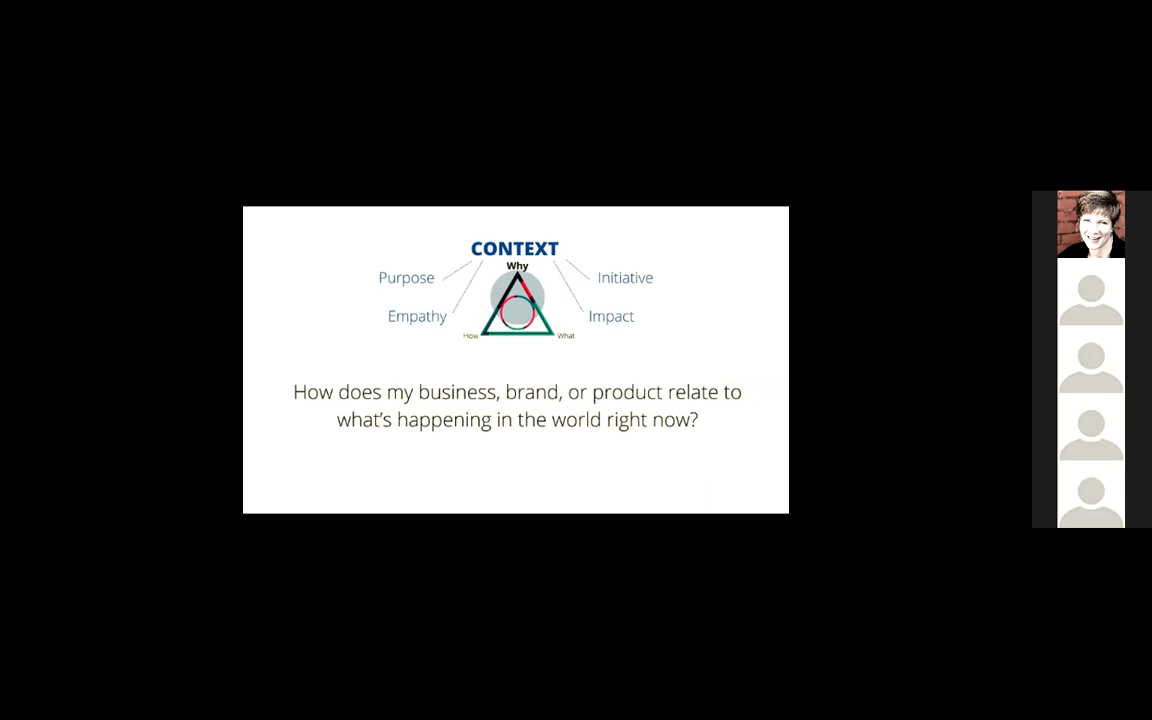 CONTEXT
Why
Purpose
Initiative
Empathy
Impact
How
What
How does my business, brand, or product relate to
what's happening in the world right now?